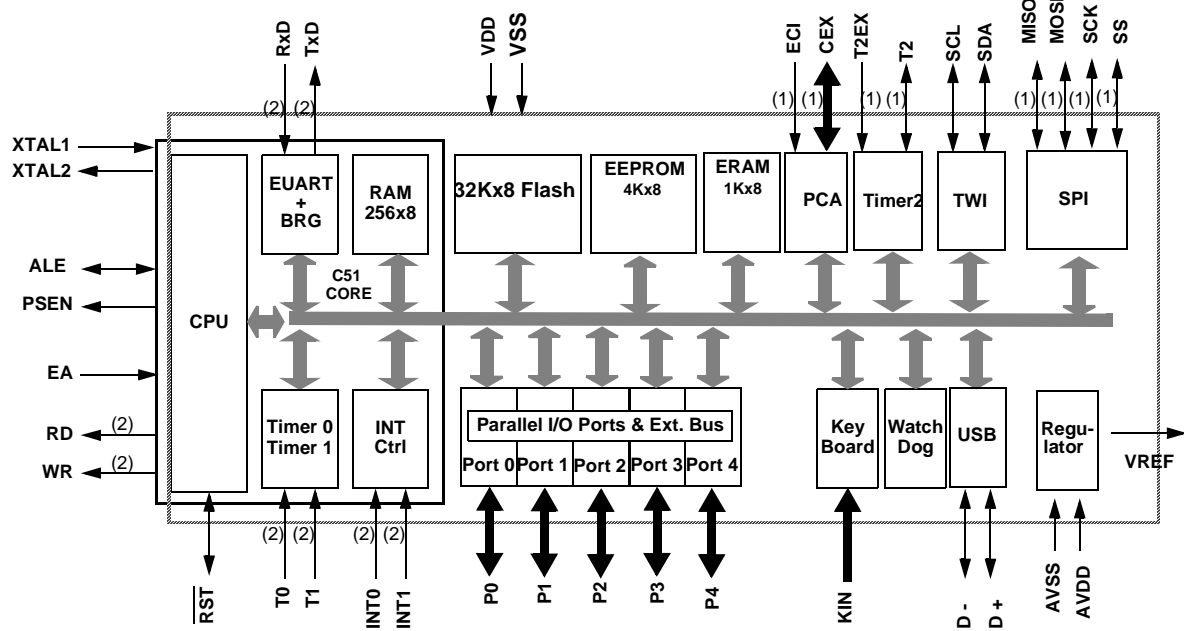 RxD
TxD
VDD
VSS
ECI
CEX
T2EX
T2
SCL
SDA
MISO
MOSI
SCK
SS
(2) (2)
(1) (1) (1) (1)
(1) (1) (1) (1)
XTAL1
XTAL2
ALE
PSEN
EA
RD
(2)
WR
(2)
CPU
EUART
+
BRG
RAM
256x8
C51
CORE
32Kx8 Flash
EEPROM
4Kx8
ERAM
1Kx8
PCA
Timer2
TWI
SPI
Timer 0
Timer 1
INT
Ctrl
Parallel I/O Ports & Ext. Bus
Port 0
Port 1
Port 2
Port 3
Port 4
Key
Board
Watch
Dog
USB
Regu-
lator
VREF
(2) (2) (2) (2)
RST
T0
T1
INT0
INT1
P0
P1
P2
P3
P4
KIN
D -
D +
AVSS
AVDD